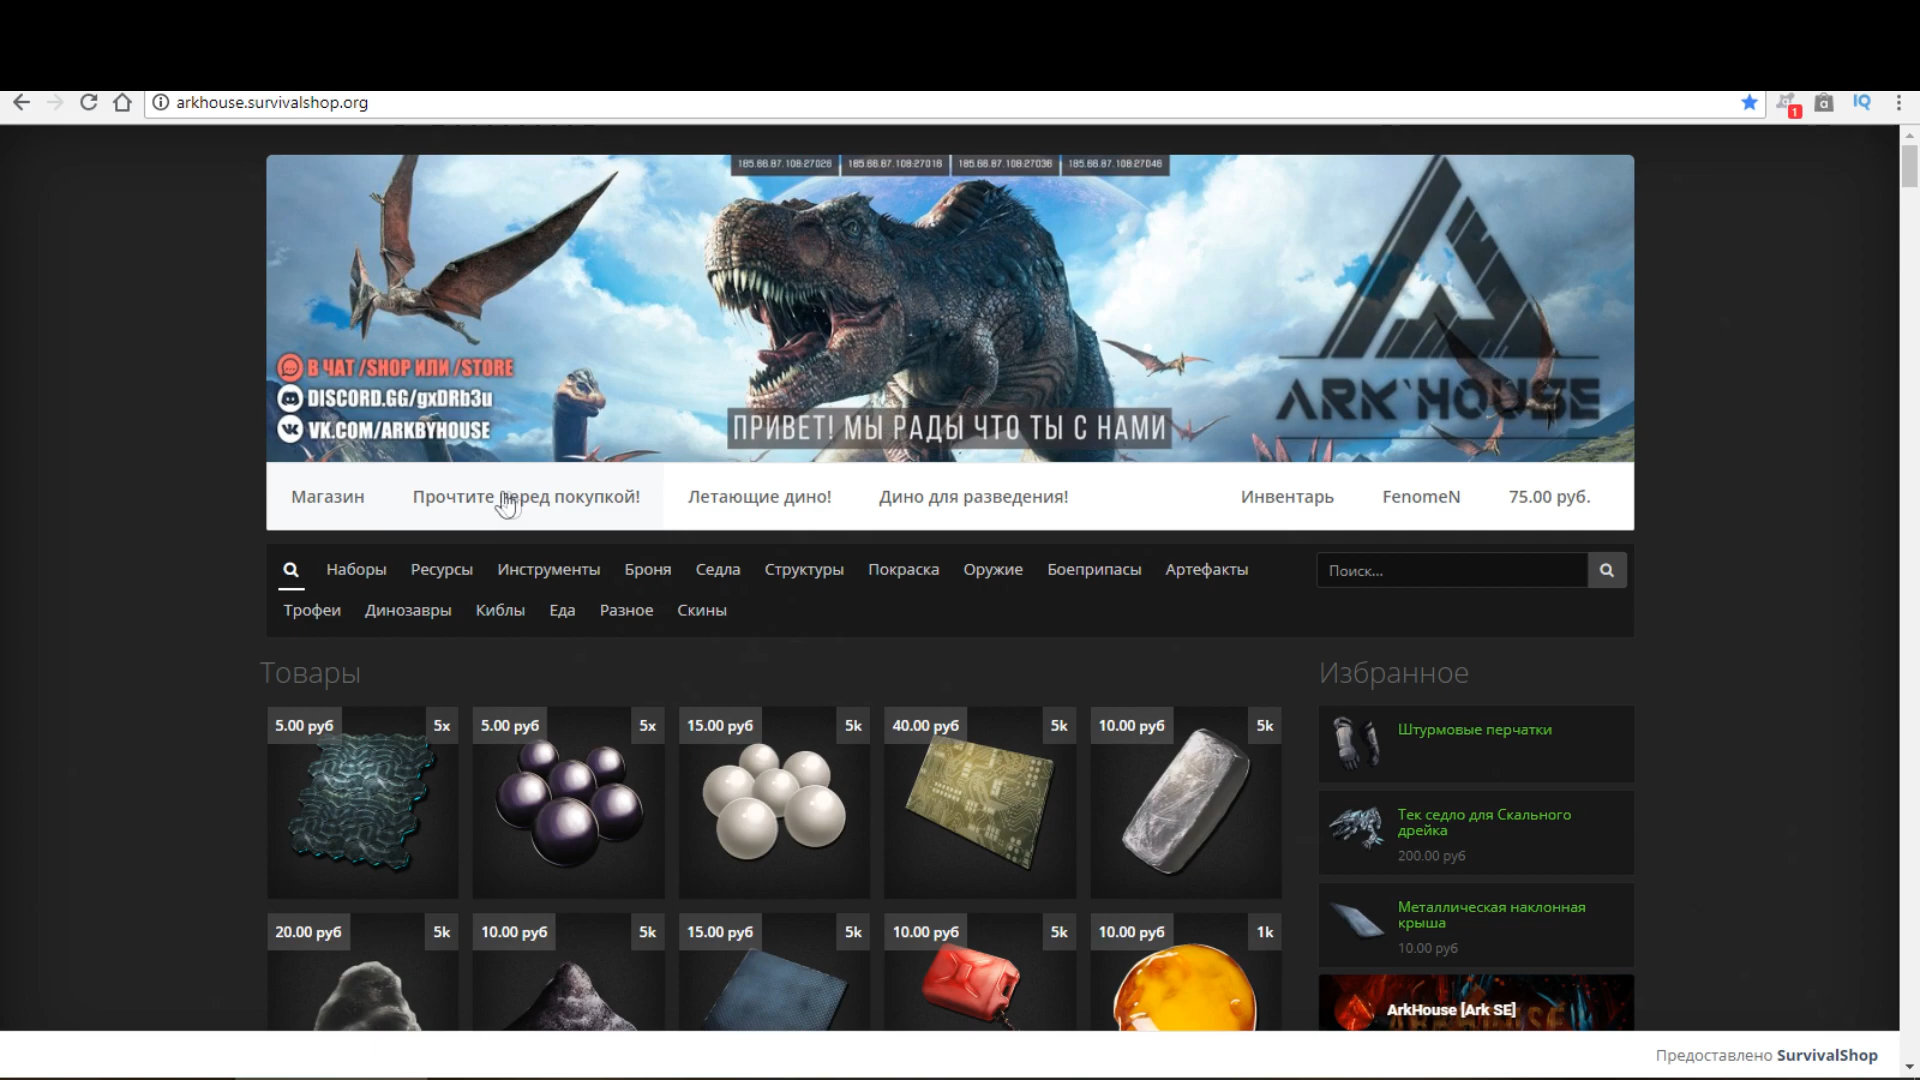 arkhouse.survivalshop.org
1
IQ
185.66.87.108:27026 185.66.87.108:27016 185.66.87.108:27036 185.66.87.108:27046
В ЧАТ /SHOP ИЛИ /STORE
DISCORD.GG/gxDRb3u
VK.COM/ARKBYHOUSE
ARK'HOUSE
ПРИВЕТ! МЫ РАДЫ ЧТО ТЫ С НАМИ
Магазин Прочтите перед покупкой! Летающие дино! Дино для разведения! Инвентарь FenomeN 75.00 руб.
Наборы Ресурсы Инструменты Броня Седла Структуры Покраска Оружие Боеприпасы Артефакты Поиск...
Трофеи Динозавры Киблы Еда Разное Скины
Товары
5.00 руб 5x 5.00 руб 5x 15.00 руб 5k 40.00 руб 5k 10.00 руб 5k
20.00 руб 5k 10.00 руб 5k 15.00 руб 5k 10.00 руб 5k 10.00 руб 1k
Избранное
Штурмовые перчатки
Тек седло для Скального
дрейка
200.00 руб
Металлическая наклонная
крыша
10.00 руб
ArkHouse [Ark SE]
Предоставлено SurvivalShop